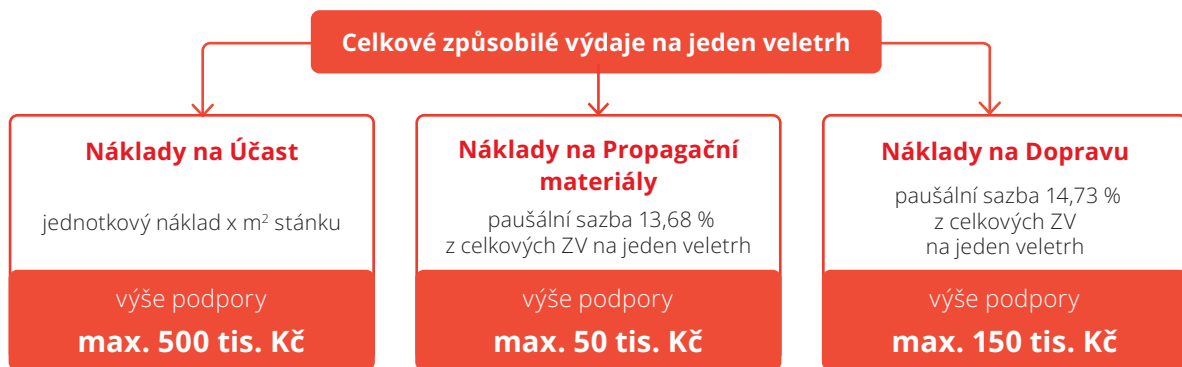 Celkové způsobilé výdaje na jeden veletrh
Náklady na Účast
jednotkový náklad x m² stánku
výše podpory
max. 500 tis. Kč
Náklady na Propagační
materiály
paušální sazba 13,68 %
z celkových ZV na jeden veletrh
výše podpory
max. 50 tis. Kč
Náklady na Dopravu
paušální sazba 14,73 %
z celkových ZV
na jeden veletrh
výše podpory
max. 150 tis. Kč